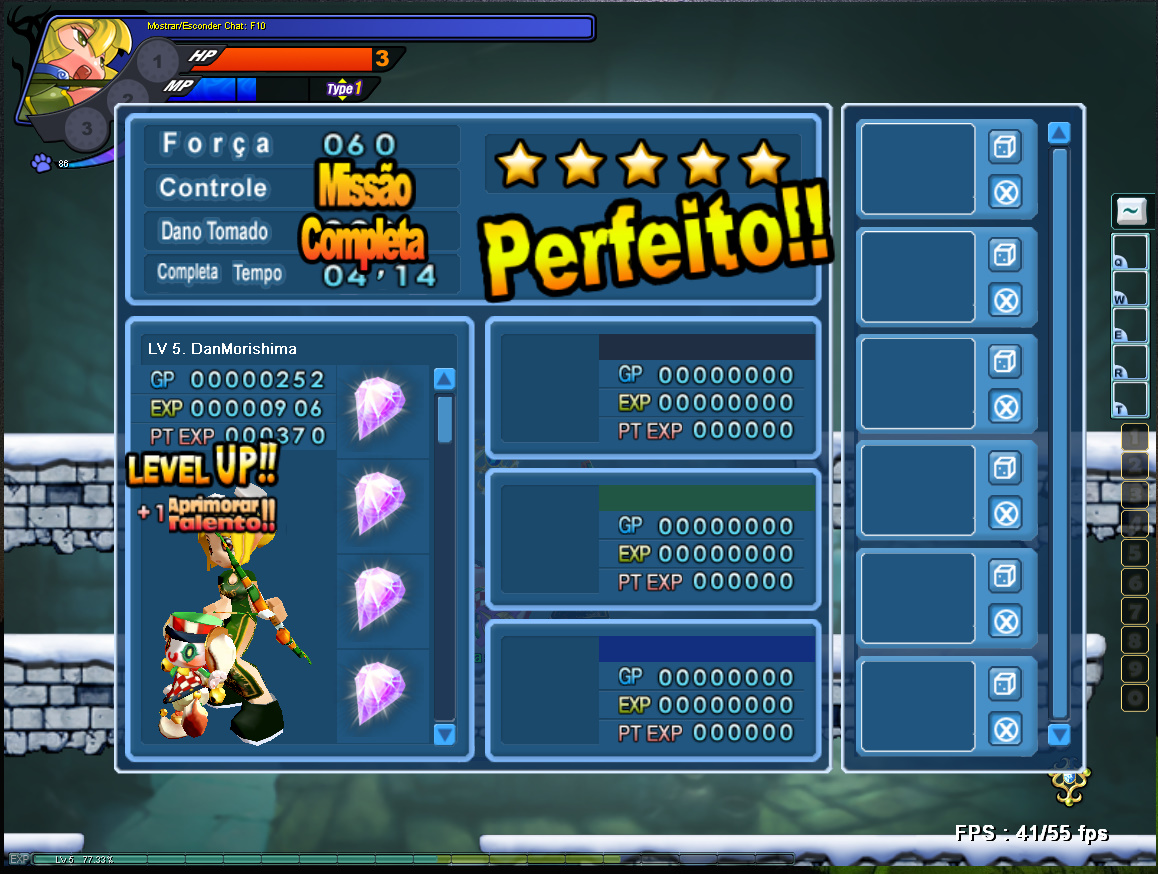 Mostrar/Esconder Chat: F10
1
HP
3
MP
Type 1
2
3
86
Força 060
Controle
Missão
Completa
Dano Tomado
Completa Tempo 04'14
Perfeito!!
LV 5. DanMorishima
GP 00000252
EXP 00000906
PT EXP 000370
LEVEL UP!!
+1 Aprimorar
Talento!!
GP 00000000
EXP 00000000
PT EXP 000000
GP 00000000
EXP 00000000
PT EXP 000000
GP 00000000
EXP 00000000
PT EXP 000000
~
Q
W
E
R
T
1
2
3
4
5
6
7
8
9
0
FPS : 41/55 fps
EXP Lv.5 77.33%